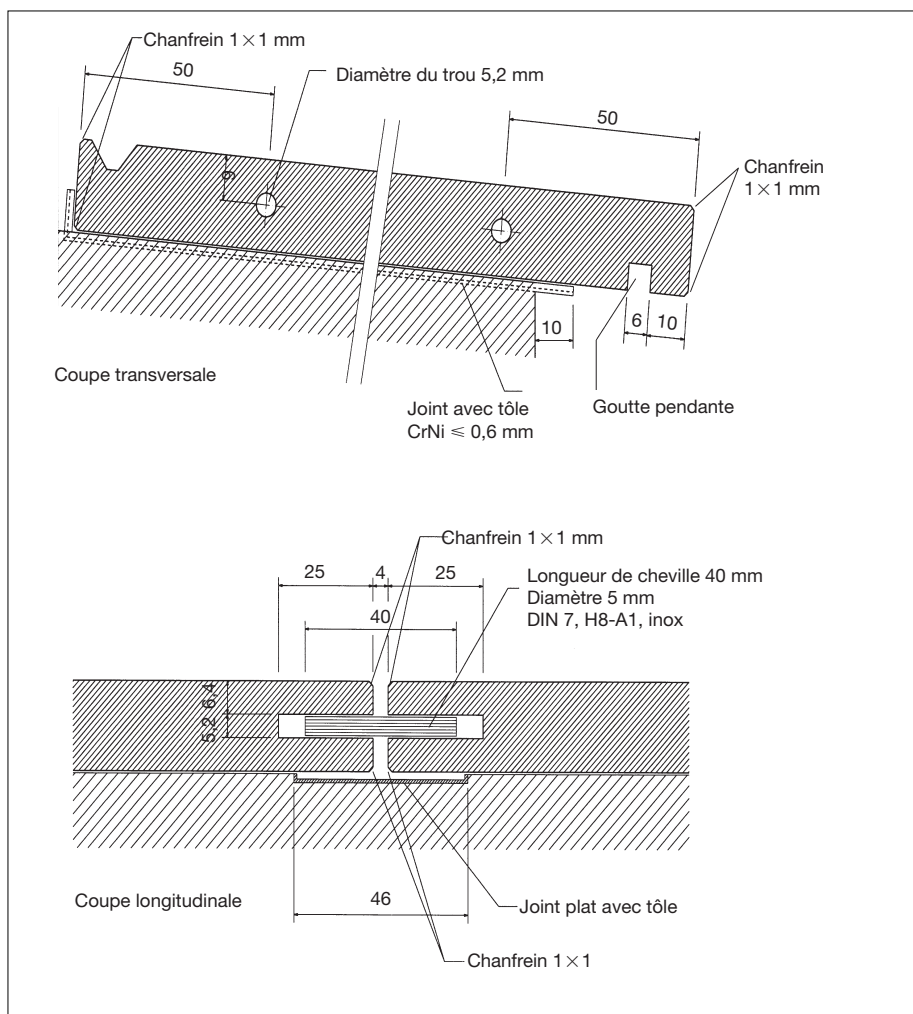 Chanfrein 1×1 mm
50
Diamètre du trou 5,2 mm
50
Chanfrein
1×1 mm
9
10
6
10
Coupe transversale
Joint avec tôle
CrNi ≤ 0,6 mm
Goutte pendante
Chanfrein 1×1 mm
25
4
25
Longueur de cheville 40 mm
Diamètre 5 mm
DIN 7, H8-A1, inox
40
6,4
5,2
Coupe longitudinale
46
Joint plat avec tôle
Chanfrein 1×1